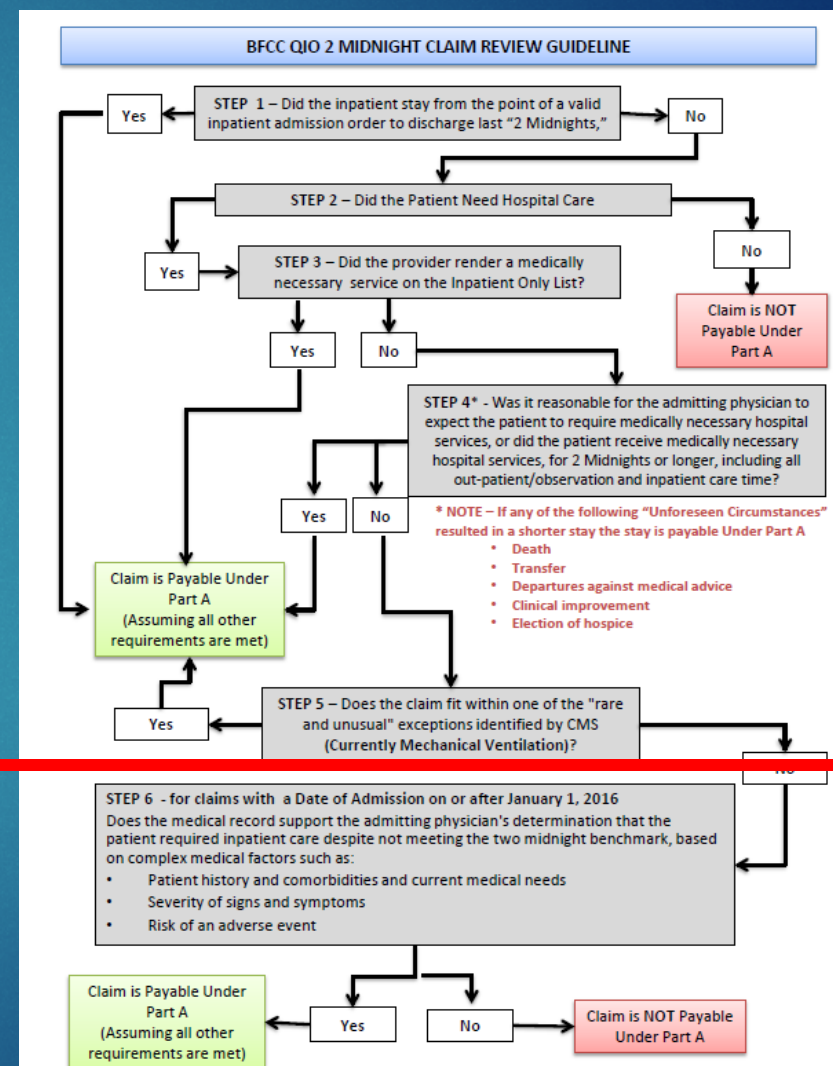 BFCC QIO 2 MIDNIGHT CLAIM REVIEW GUIDELINE
STEP 1 – Did the inpatient stay from the point of a valid
inpatient admission order to discharge last “2 Midnights,”
Yes
No
STEP 2 – Did the Patient Need Hospital Care
Yes
No
STEP 3 – Did the provider render a medically
necessary service on the Inpatient Only List?
Claim is NOT
Payable Under
Part A
Yes
No
STEP 4* - Was it reasonable for the admitting physician to
expect the patient to require medically necessary hospital
services, or did the patient receive medically necessary
hospital services, for 2 Midnights or longer, including all
out-patient/observation and inpatient care time?
Yes
No
* NOTE – If any of the following “Unforeseen Circumstances”
resulted in a shorter stay the stay is payable Under Part A
• Death
• Transfer
• Departures against medical advice
• Clinical improvement
• Election of hospice
Claim is Payable Under
Part A
(Assuming all other
requirements are met)
STEP 5 – Does the claim fit within one of the "rare
and unusual" exceptions identified by CMS
(Currently Mechanical Ventilation)?
Yes
No
STEP 6 - for claims with a Date of Admission on or after January 1, 2016
Does the medical record support the admitting physician's determination that the
patient required inpatient care despite not meeting the two midnight benchmark, based
on complex medical factors such as:
• Patient history and comorbidities and current medical needs
• Severity of signs and symptoms
• Risk of an adverse event
Claim is Payable Under
Part A
(Assuming all other
requirements are met)
Yes
No
Claim is NOT Payable
Under Part A